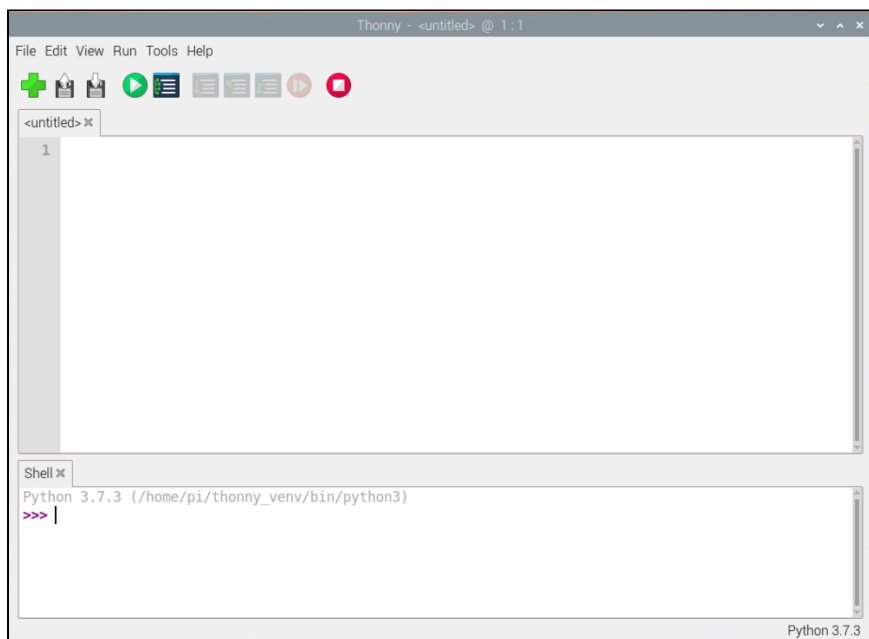 Thonny - <untitled> @ 1:1
File Edit View Run Tools Help
<untitled>
1
Shell
Python 3.7.3 (/home/pi/thonny_venv/bin/python3)
>>>
Python 3.7.3